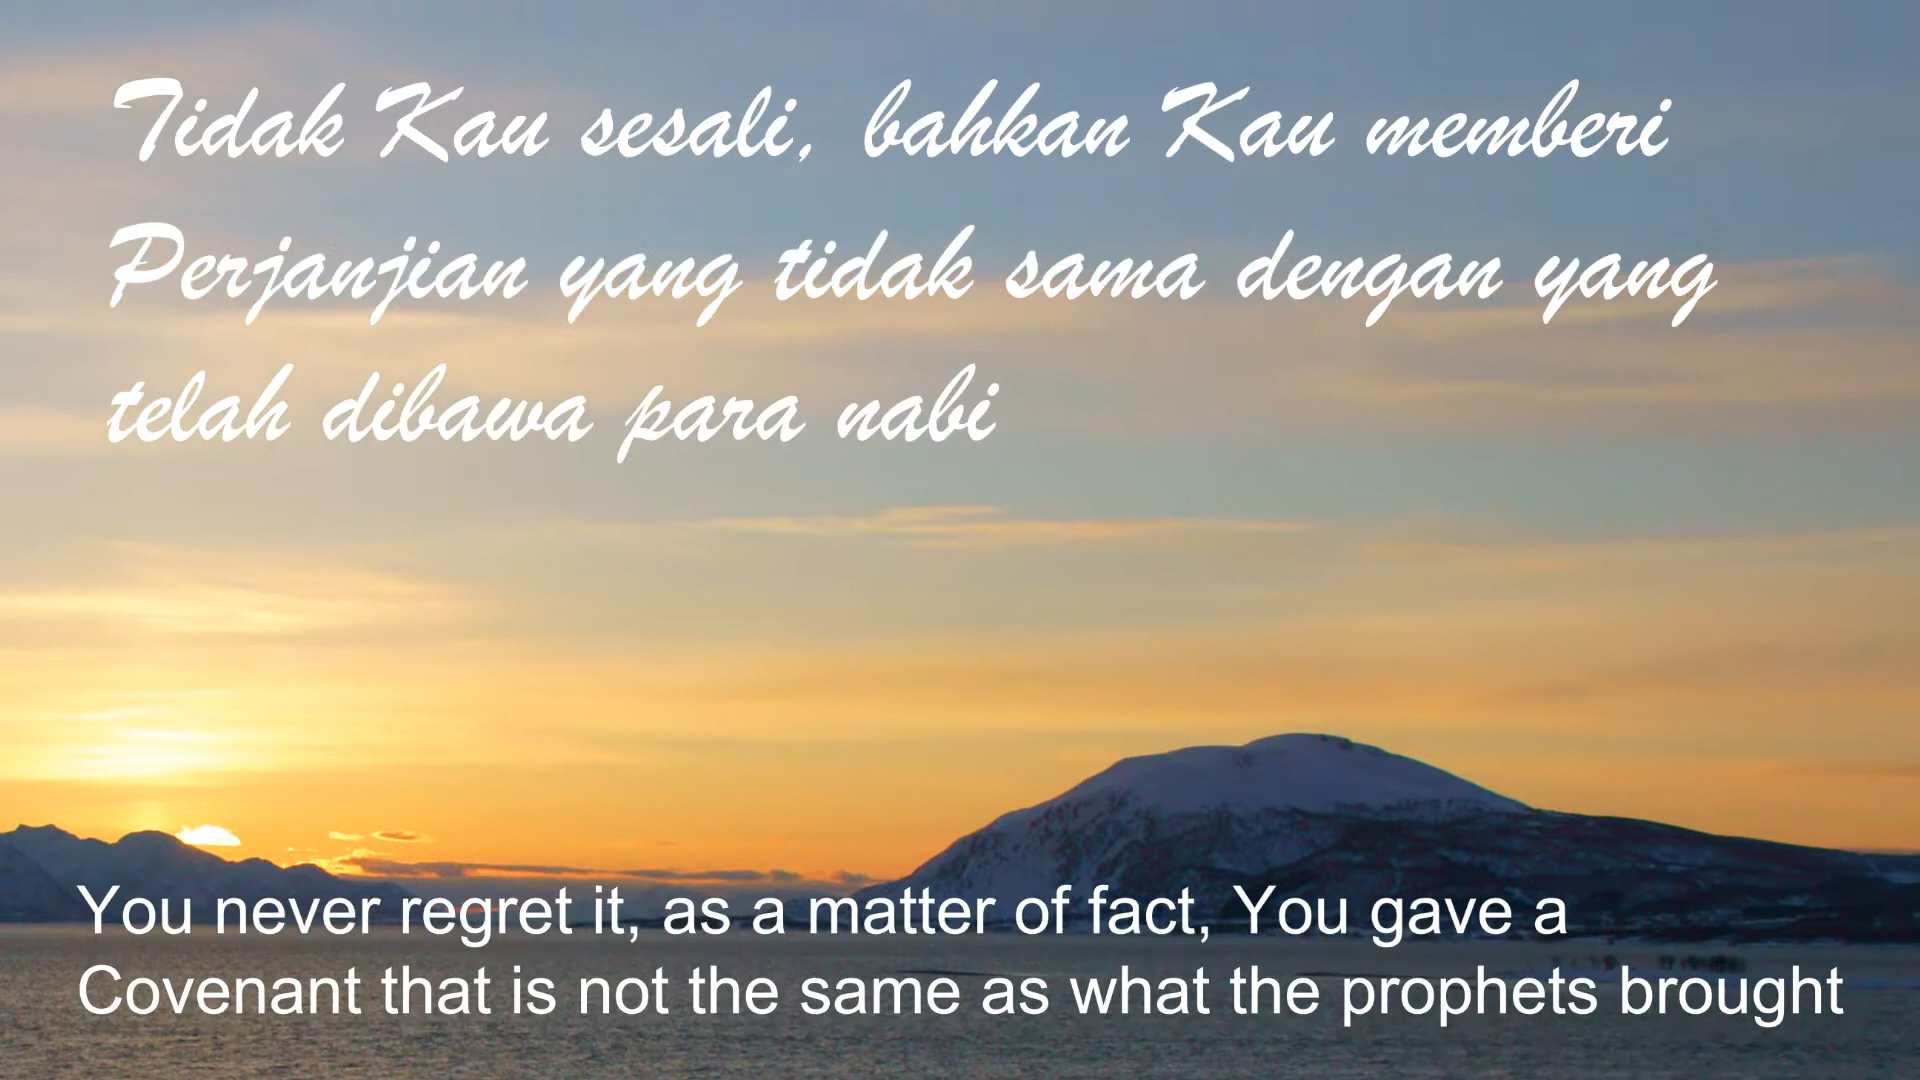 Tidak Kau sesali, bahkan Kau memberi
Perjanjian yang tidak sama dengan yang
telah dibawa para nabi
You never regret it, as a matter of fact, You gave a
Covenant that is not the same as what the prophets brought